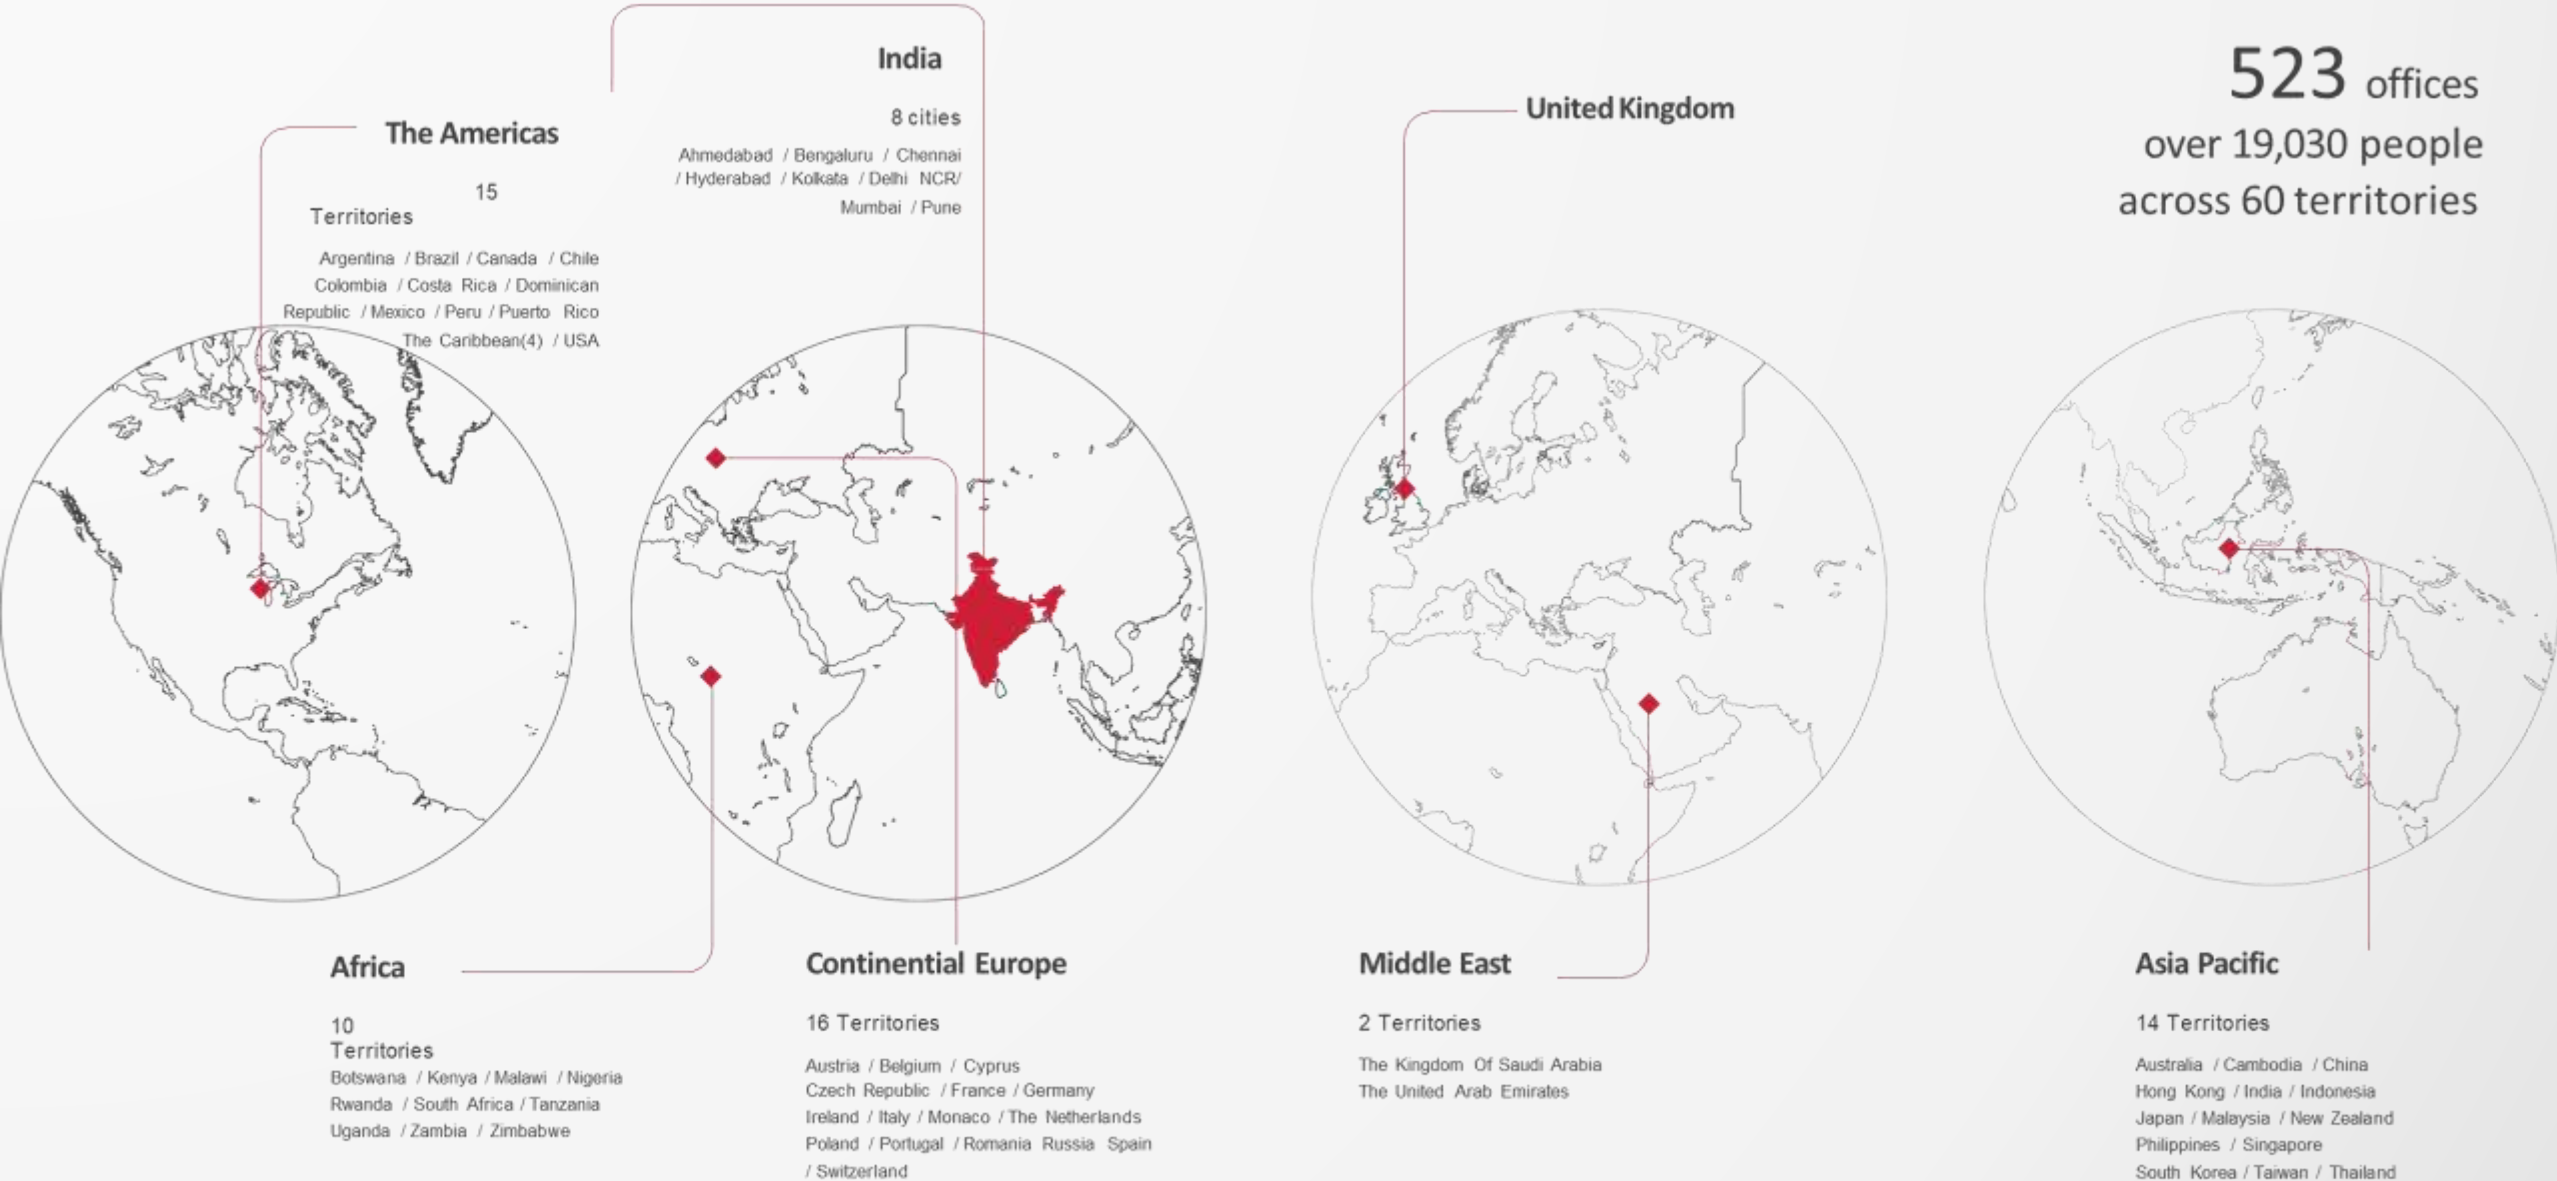 India
8 cities
Ahmedabad / Bengaluru / Chennai
/ Hyderabad / Kolkata / Delhi NCR/
Mumbai / Pune
The Americas
15
Territories
Argentina / Brazil / Canada / Chile
Colombia / Costa Rica / Dominican
Republic / Mexico / Peru / Puerto Rico
The Caribbean(4) / USA
United Kingdom
523 offices
over 19,030 people
across 60 territories
Africa
10
Territories
Botswana / Kenya / Malawi / Nigeria
Rwanda / South Africa / Tanzania
Uganda / Zambia / Zimbabwe
Continental Europe
16 Territories
Austria / Belgium / Cyprus
Czech Republic / France / Germany
Ireland / Italy / Monaco / The Netherlands
Poland / Portugal / Romania Russia Spain
/ Switzerland
Middle East
2 Territories
The Kingdom Of Saudi Arabia
The United Arab Emirates
Asia Pacific
14 Territories
Australia / Cambodia / China
Hong Kong / India / Indonesia
Japan / Malaysia / New Zealand
Philippines / Singapore
South Korea / Taiwan / Thailand